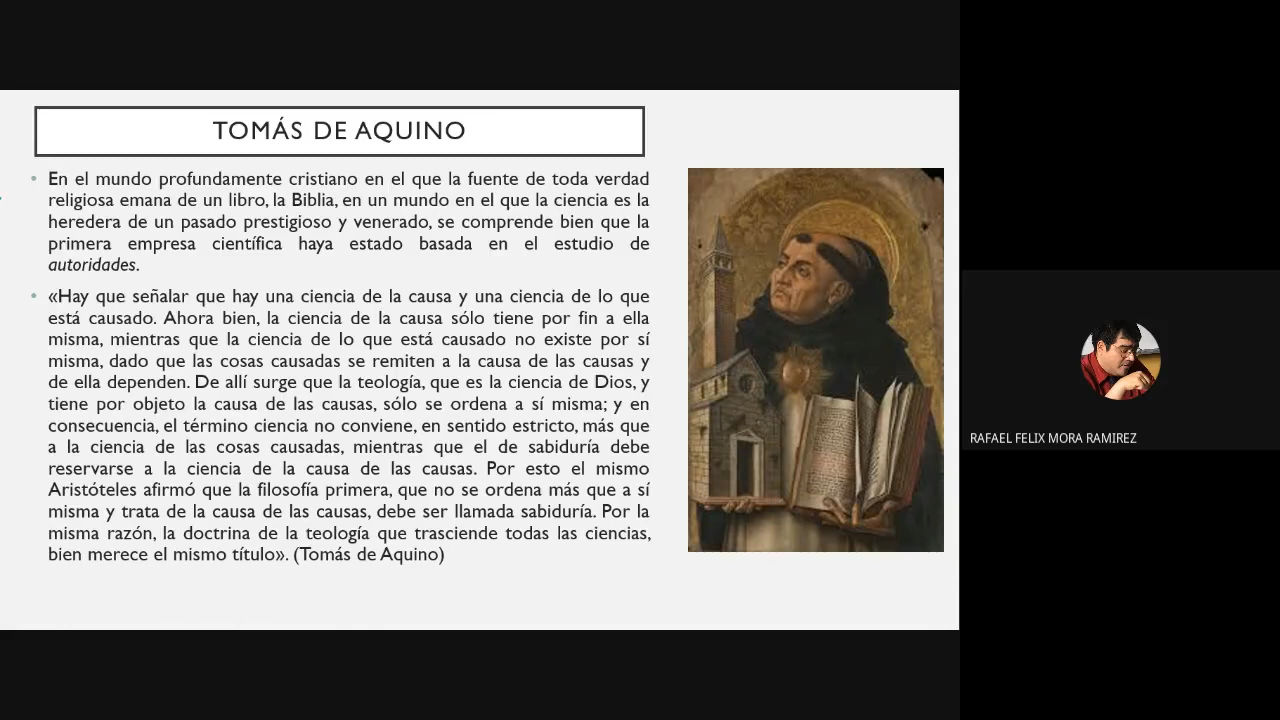 TOMÁS DE AQUINO
• En el mundo profundamente cristiano en el que la fuente de toda verdad
religiosa emana de un libro, la Biblia, en un mundo en el que la ciencia es la
heredera de un pasado prestigioso y venerado, se comprende bien que la
primera empresa científica haya estado basada en el estudio de
autoridades.
• «Hay que señalar que hay una ciencia de la causa y una ciencia de lo que
está causado. Ahora bien, la ciencia de la causa sólo tiene por fin a ella
misma, mientras que la ciencia de lo que está causado no existe por sí
misma, dado que las cosas causadas se remiten a la causa de las causas y
de ella dependen. De allí surge que la teología, que es la ciencia de Dios, y
tiene por objeto la causa de las causas, sólo se ordena a sí misma; y en
consecuencia, el término ciencia no conviene, en sentido estricto, más que
a la ciencia de las cosas causadas, mientras que el de sabiduría debe
reservarse a la ciencia de la causa de las causas. Por esto el mismo
Aristóteles afirmó que la filosofía primera, que no se ordena más que a sí
misma y trata de la causa de las causas, debe ser llamada sabiduría. Por la
misma razón, la doctrina de la teología que trasciende todas las ciencias,
bien merece el mismo título». (Tomás de Aquino)
RAFAEL FELIX MORA RAMIREZ